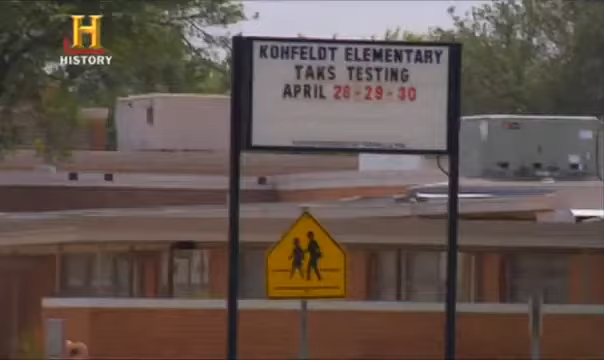 H
HISTORY
KOHFELDT ELEMENTARY
TAKS TESTING
APRIL 28-29-30